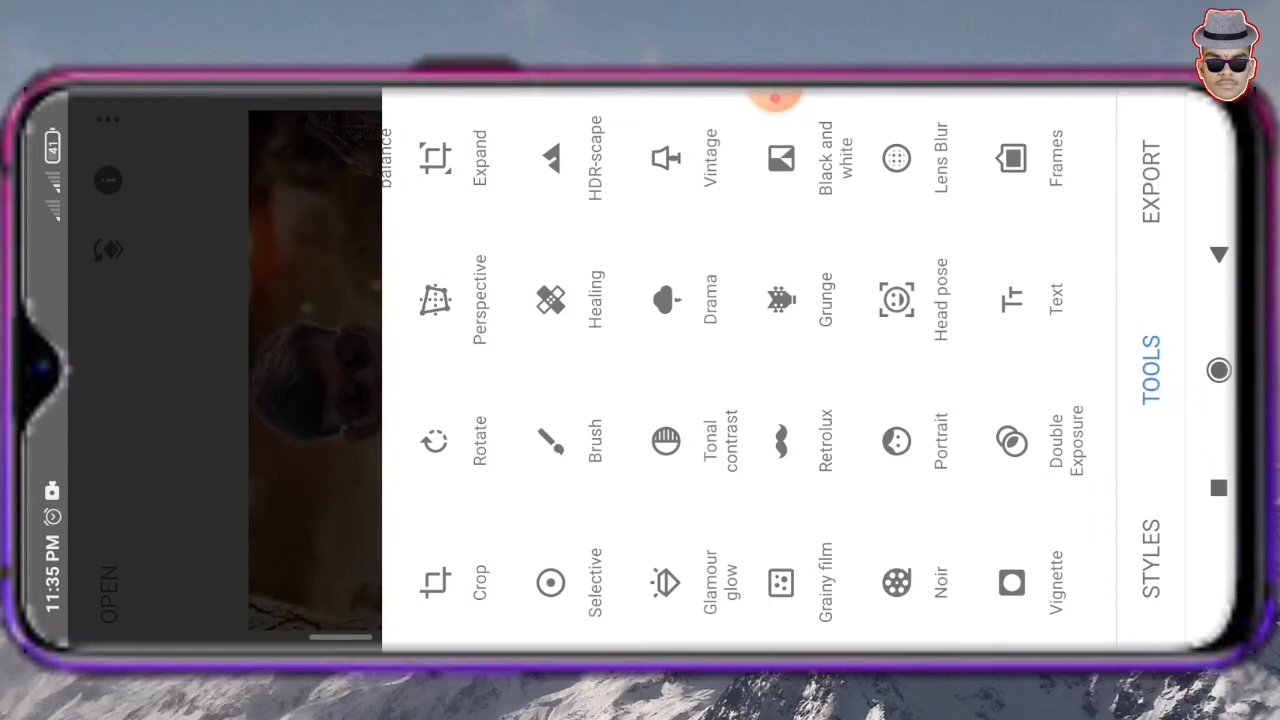 11:35 PM
41
OPEN
balance
Crop
Rotate
Perspective
Expand
Selective
Brush
Healing
HDR-scape
Glamour
glow
Tonal
contrast
Drama
Vintage
Grainy film
Retrolux
Grunge
Black and
white
Noir
Portrait
Head pose
Lens Blur
Vignette
Double
Exposure
Text
Frames
STYLES
TOOLS
EXPORT